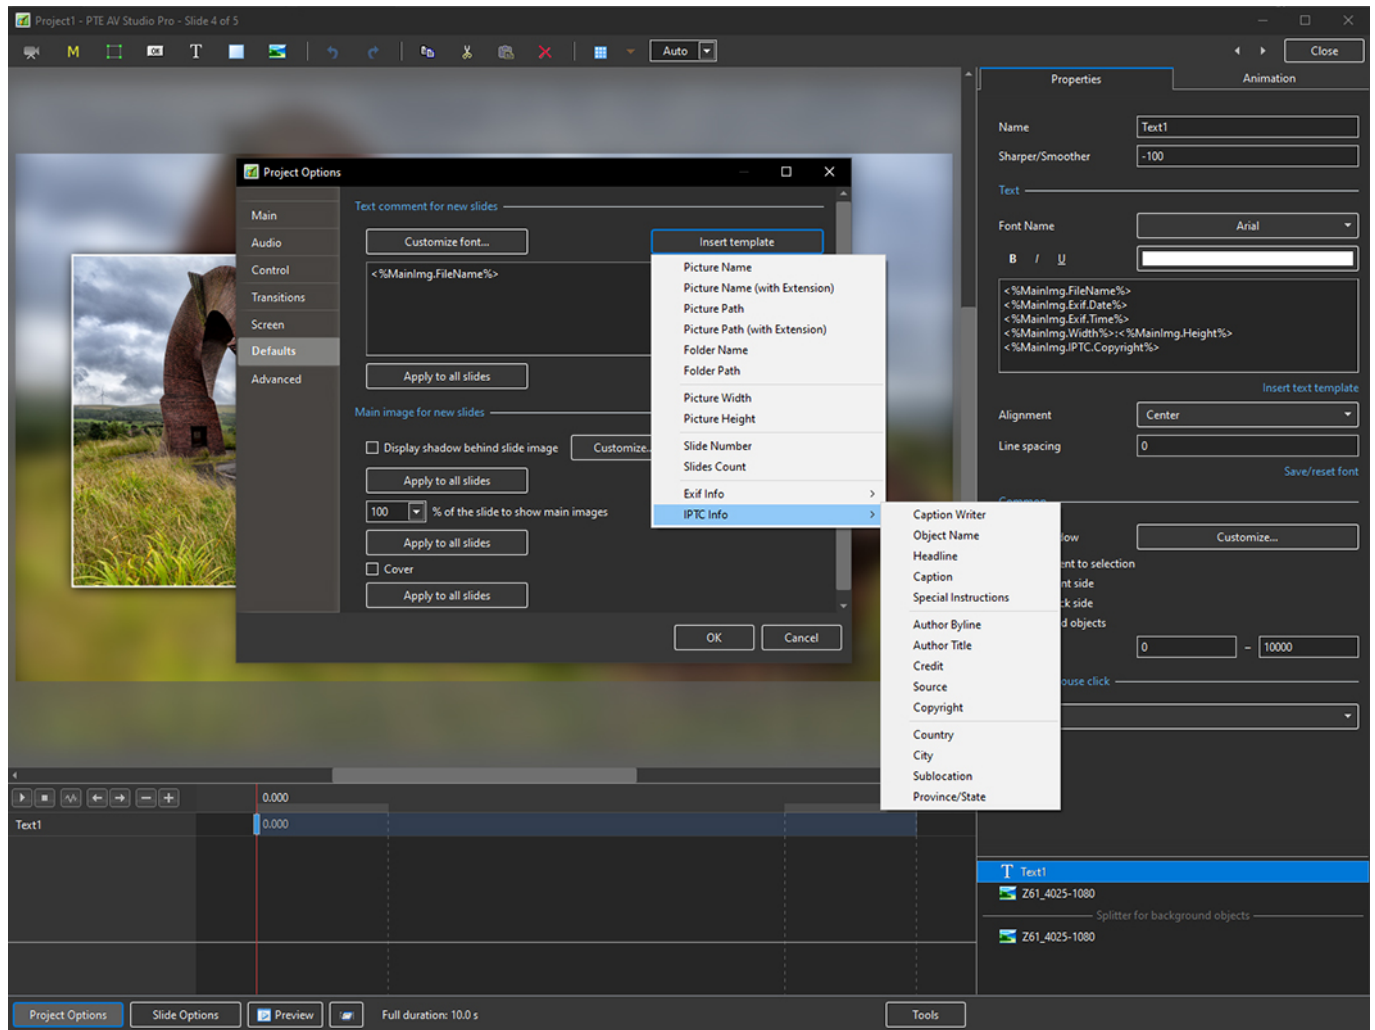 Project1 - PTE AV Studio Pro - Slide 4 of 5
M
OK
T
Auto
Close
Properties
Animation
Name
Text1
Sharper/Smoother
-100
Text
Font Name
Arial
B I U
<%MainImg.FileName%>
<%MainImg.Exif.Date%>
<%MainImg.Exif.Time%>
<%MainImg.Width%>:<%MainImg.Height%>
<%MainImg.IPTC.Copyright%>
Insert text template
Alignment
Center
Line spacing
0
Save/reset font
Common
Customize...
ent to selection
nt side
ck side
d objects
0
–
10000
ouse click
Project Options
Main
Audio
Control
Transitions
Screen
Defaults
Advanced
Text comment for new slides
Customize font...
Insert template
<%MainImg.FileName%>
Apply to all slides
Main image for new slides
Display shadow behind slide image
Customize..
Apply to all slides
100
% of the slide to show main images
Apply to all slides
Cover
Apply to all slides
OK
Cancel
Picture Name
Picture Name (with Extension)
Picture Path
Picture Path (with Extension)
Folder Name
Folder Path
Picture Width
Picture Height
Slide Number
Slides Count
Exif Info
IPTC Info
Caption Writer
Object Name
Headline
Caption
Special Instructions
Author Byline
Author Title
Credit
Source
Copyright
Country
City
Sublocation
Province/State
0.000
Text1
0.000
T Text1
Z61_4025-1080
Splitter for background objects
Z61_4025-1080
Project Options
Slide Options
Preview
Full duration: 10.0 s
Tools